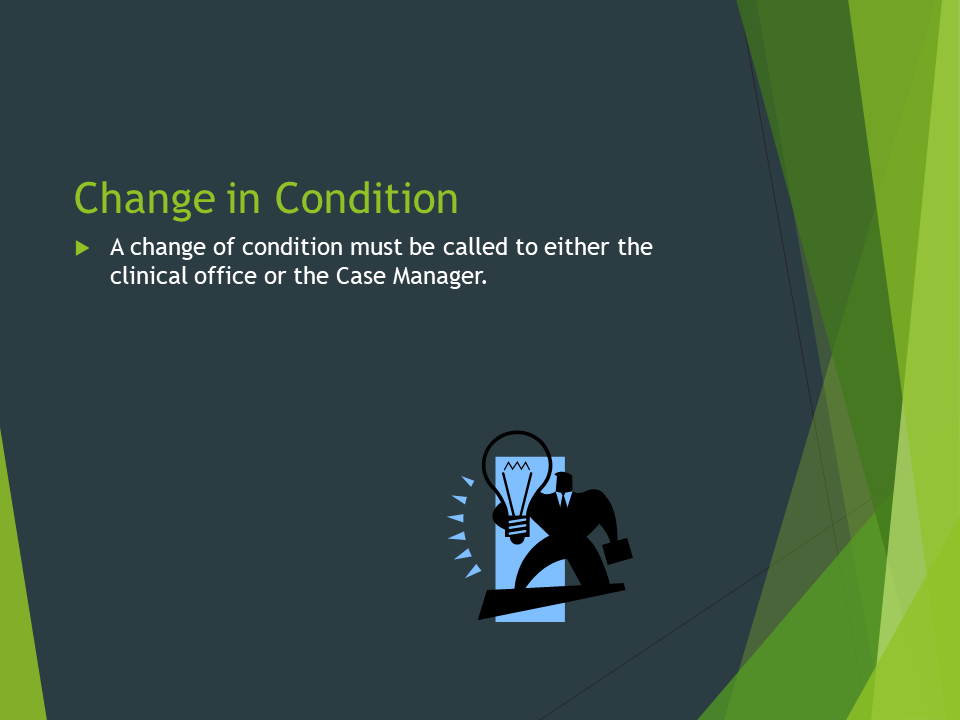 Change in Condition
A change of condition must be called to either the
clinical office or the Case Manager.